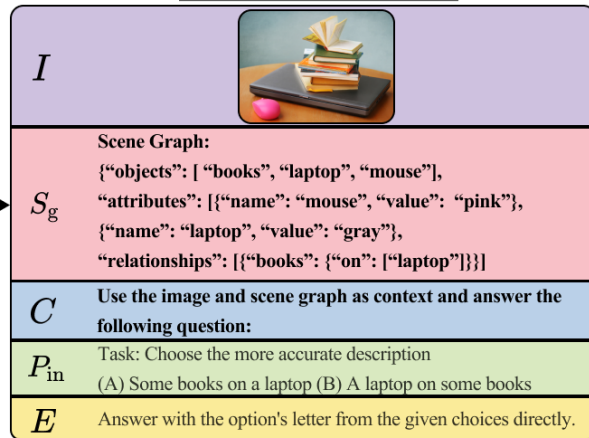 I
Scene Graph:
{“objects”: [ “books”, “laptop”, “mouse”],
“attributes”: [{“name”: “mouse”, “value”:  “pink”},
S_g
{“name”: “laptop”, “value”: “gray”},
“relationships”: [{“books”: {“on”: [“laptop”]}}]
C
Use the image and scene graph as context and answer the
following question:
P_in
Task: Choose the more accurate description
(A) Some books on a laptop (B) A laptop on some books
E
Answer with the option's letter from the given choices directly.